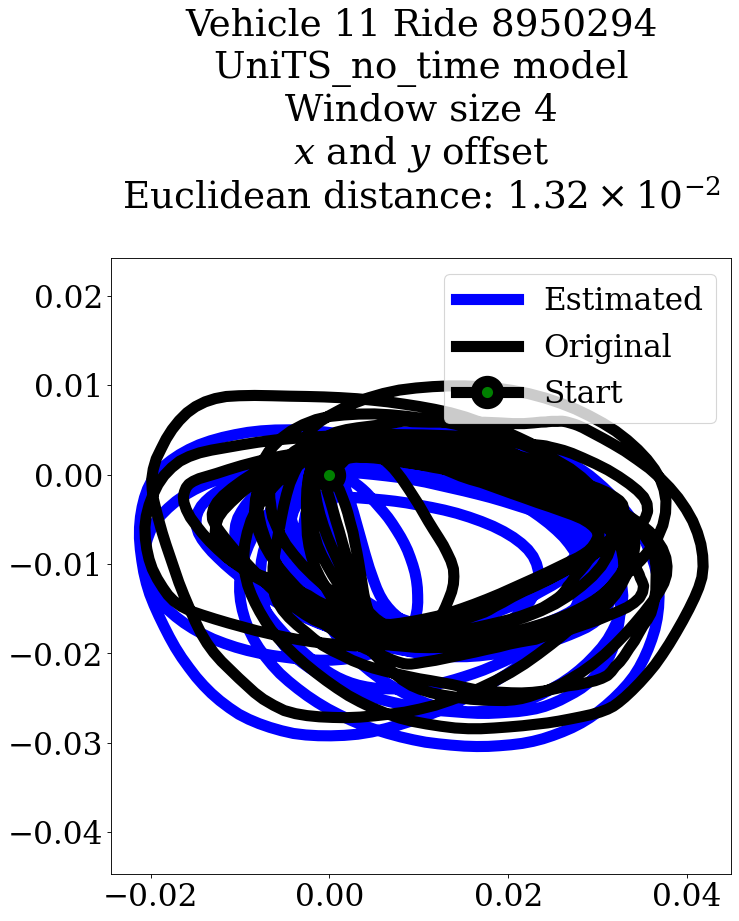 Vehicle 11 Ride 8950294
UniTS_no_time model
Window size 4
x and y offset
Euclidean distance: 1.32 × 10⁻²
Estimated
Original
Start
0.02
0.01
0.00
−0.01
−0.02
−0.03
−0.04
−0.02 0.00 0.02 0.04